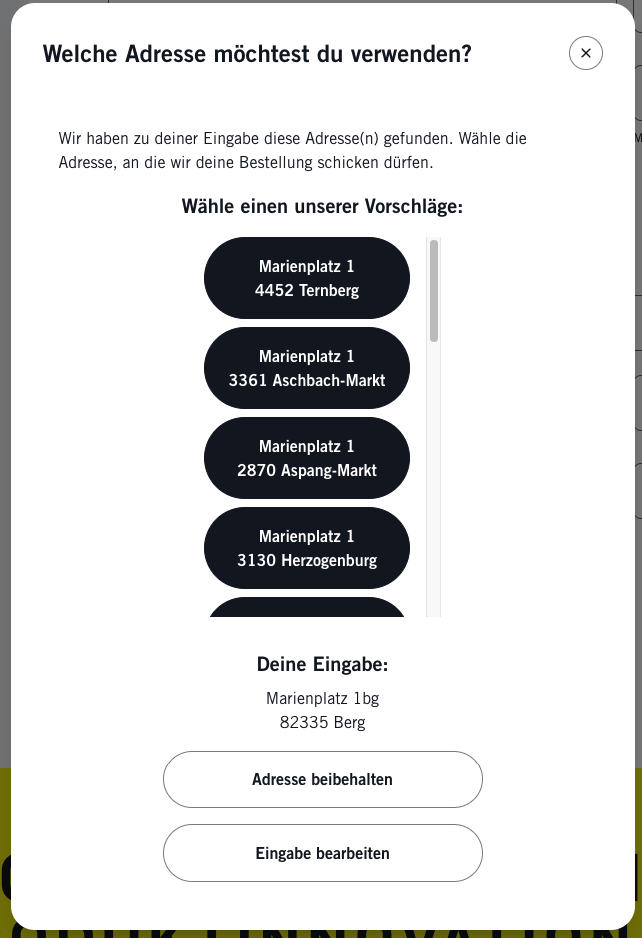 Welche Adresse möchtest du verwenden?
Wir haben zu deiner Eingabe diese Adresse(n) gefunden. Wähle die
Adresse, an die wir deine Bestellung schicken dürfen.
Wähle einen unserer Vorschläge:
Marienplatz 1
4452 Ternberg
Marienplatz 1
3361 Aschbach-Markt
Marienplatz 1
2870 Aspang-Markt
Marienplatz 1
3130 Herzogenburg
Deine Eingabe:
Marienplatz 1bg
82335 Berg
Adresse beibehalten
Eingabe bearbeiten